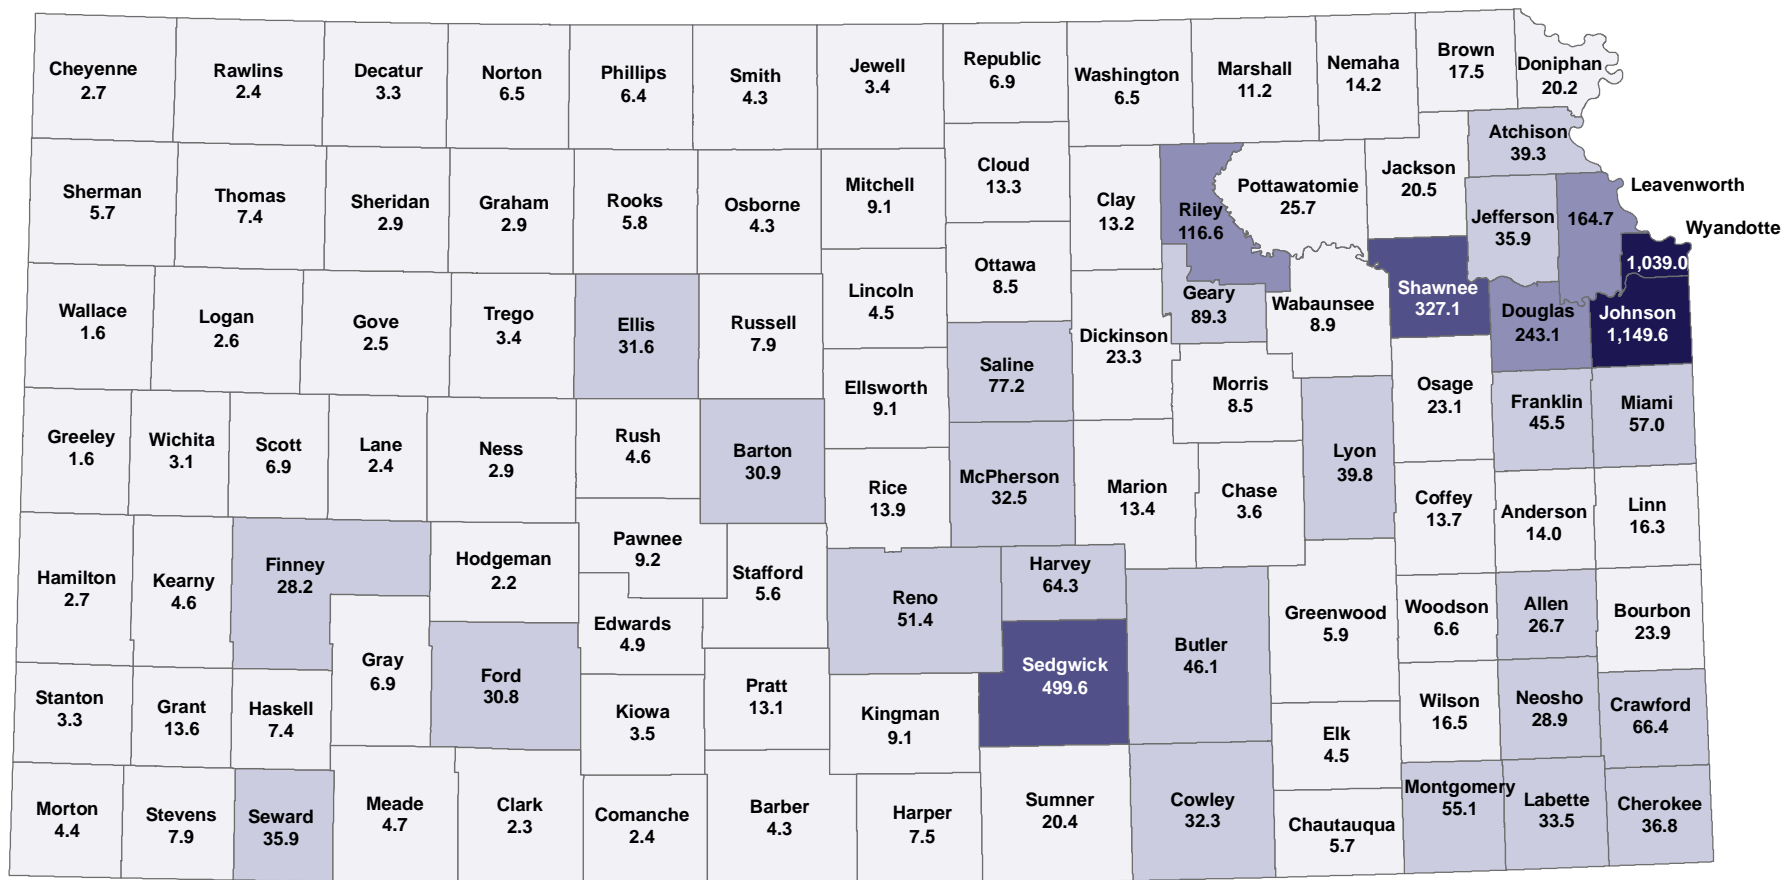 Cheyenne
2.7
Rawlins
2.4
Decatur
3.3
Norton
6.5
Phillips
6.4
Smith
4.3
Jewell
3.4
Republic
6.9
Washington
6.5
Marshall
11.2
Nemaha
14.2
Brown
17.5
Doniphan
20.2
Atchison
39.3
Sherman
5.7
Thomas
7.4
Sheridan
2.9
Graham
2.9
Rooks
5.8
Osborne
4.3
Mitchell
9.1
Cloud
13.3
Clay
13.2
Riley
116.6
Pottawatomie
25.7
Jackson
20.5
Jefferson
35.9
164.7
Leavenworth
Wyandotte
1,039.0
Wallace
1.6
Logan
2.6
Gove
2.5
Trego
3.4
Ellis
31.6
Russell
7.9
Lincoln
4.5
Ottawa
8.5
Dickinson
23.3
Geary
89.3
Wabaunsee
8.9
Shawnee
327.1
Douglas
243.1
Johnson
1,149.6
Ellsworth
9.1
Saline
77.2
Morris
8.5
Osage
23.1
Franklin
45.5
Miami
57.0
Greeley
1.6
Wichita
3.1
Scott
6.9
Lane
2.4
Ness
2.9
Rush
4.6
Barton
30.9
Rice
13.9
McPherson
32.5
Marion
13.4
Chase
3.6
Lyon
39.8
Coffey
13.7
Anderson
14.0
Linn
16.3
Hamilton
2.7
Kearny
4.6
Finney
28.2
Hodgeman
2.2
Pawnee
9.2
Stafford
5.6
Edwards
4.9
Reno
51.4
Harvey
64.3
Greenwood
5.9
Woodson
6.6
Allen
26.7
Bourbon
23.9
Gray
6.9
Ford
30.8
Sedgwick
499.6
Butler
46.1
Stanton
3.3
Grant
13.6
Haskell
7.4
Kiowa
3.5
Pratt
13.1
Kingman
9.1
Elk
4.5
Wilson
16.5
Neosho
28.9
Crawford
66.4
Morton
4.4
Stevens
7.9
Seward
35.9
Meade
4.7
Clark
2.3
Comanche
2.4
Barber
4.3
Harper
7.5
Sumner
20.4
Cowley
32.3
Chautauqua
5.7
Montgomery
55.1
Labette
33.5
Cherokee
36.8